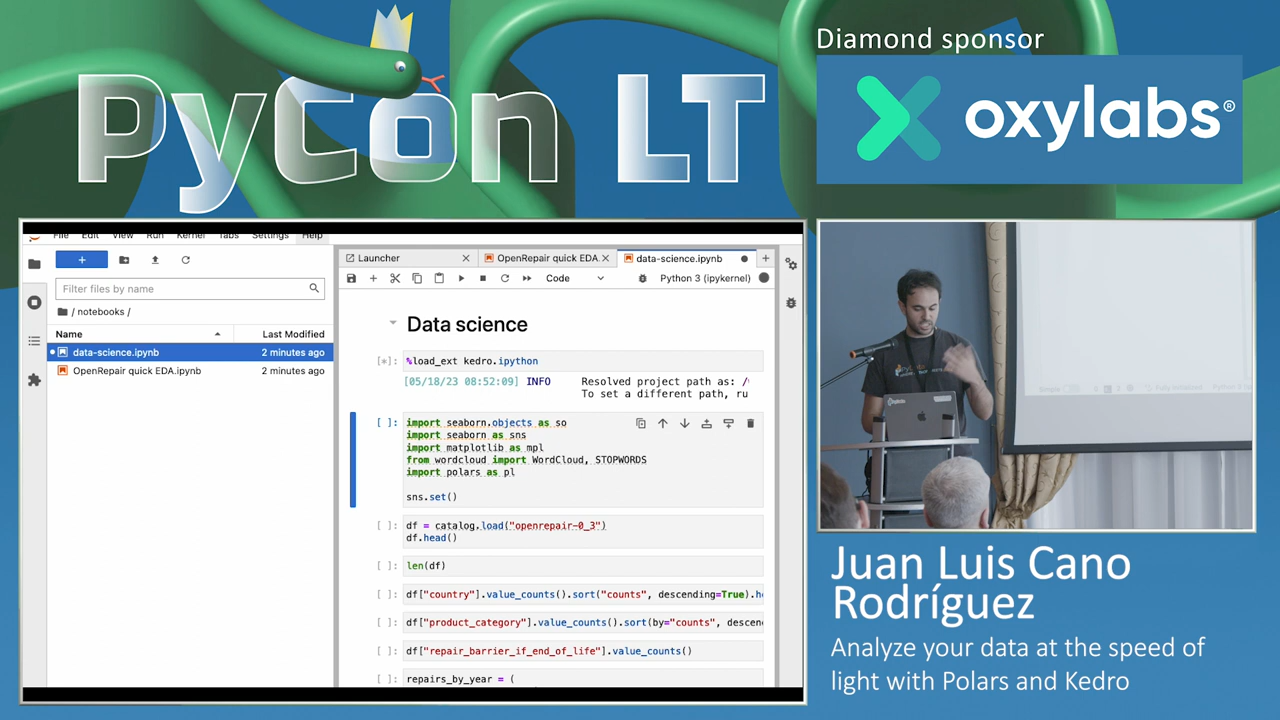 PyCon LT
Diamond sponsor
oxylabs®
File Edit View Run Kernel Tabs Settings Help
Filter files by name
/ notebooks /
Name Last Modified
data-science.ipynb 2 minutes ago
OpenRepair quick EDA.ipynb 2 minutes ago
Launcher
OpenRepair quick EDA.
data-science.ipynb
Code
Python 3 (ipykernel)
Data science
[*]: %load_ext kedro.ipython
[05/18/23 08:52:09] INFO Resolved project path as: /
To set a different path, ru
[ ]: import seaborn.objects as so
import seaborn as sns
import matplotlib as mpl
from wordcloud import WordCloud, STOPWORDS
import polars as pl
sns.set()
[ ]: df = catalog.load("openrepair-0_3")
df.head()
[ ]: len(df)
[ ]: df["country"].value_counts().sort("counts", descending=True).h
[ ]: df["product_category"].value_counts().sort(by="counts", descen
[ ]: df["repair_barrier_if_end_of_life"].value_counts()
[ ]: repairs_by_year = (
Juan Luis Cano
Rodríguez
Analyze your data at the speed of
light with Polars and Kedro